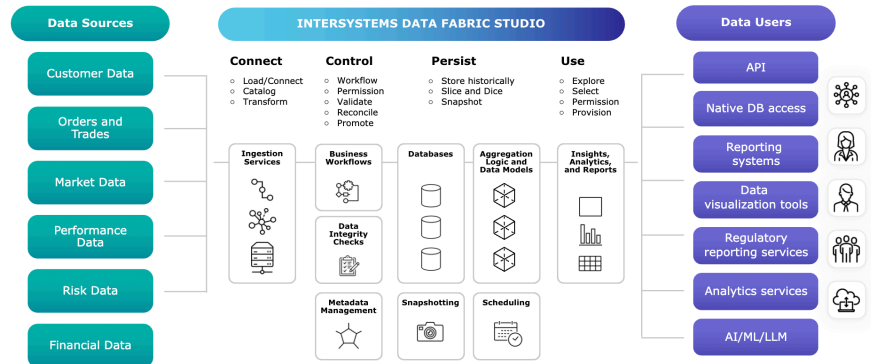 Data Sources
Customer Data
Orders and
Trades
Market Data
Performance
Data
Risk Data
Financial Data
INTERSYSTEMS DATA FABRIC STUDIO
Connect
○ Load/Connect
○ Catalog
○ Transform
Control
○ Workflow
○ Permission
○ Validate
○ Reconcile
○ Promote
Persist
○ Store historically
○ Slice and Dice
○ Snapshot
Use
○ Explore
○ Select
○ Permission
○ Provision
Ingestion
Services
Business
Workflows
Data
Integrity
Checks
Metadata
Management
Databases
Snapshotting
Aggregation
Logic and
Data Models
Scheduling
Insights,
Analytics,
and Reports
Data Users
API
Native DB access
Reporting
systems
Data
visualization tools
Regulatory
reporting services
Analytics services
AI/ML/LLM